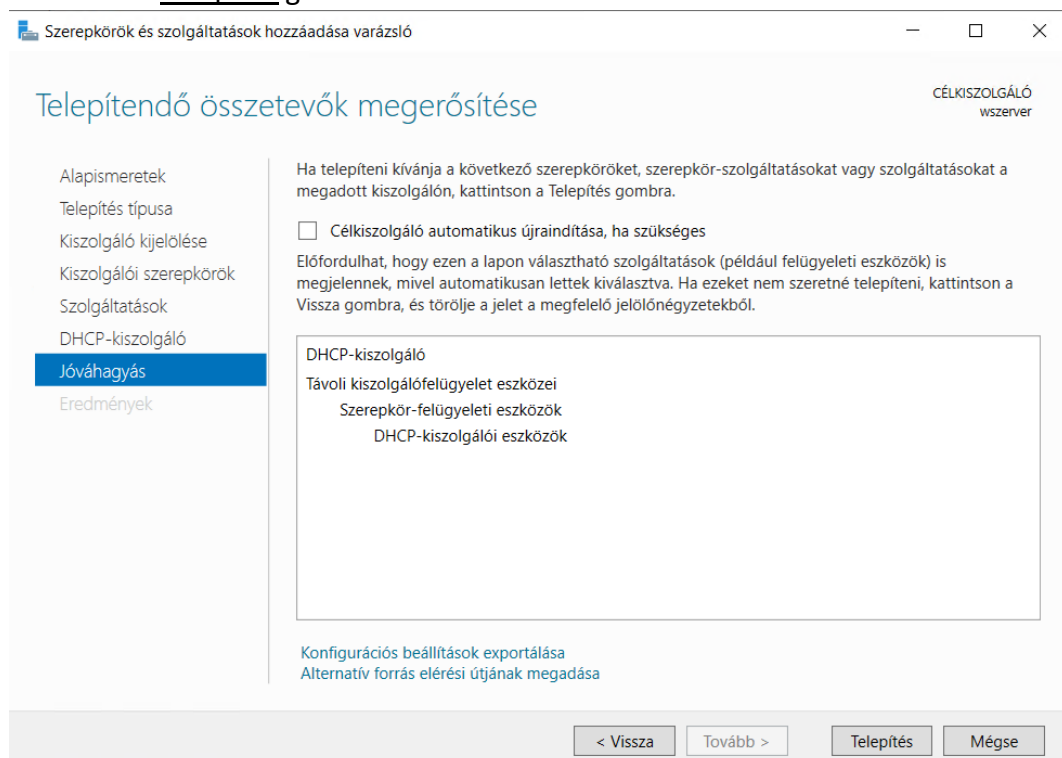 Szerepkörök és szolgáltatások hozzáadása varázsló
Telepítendő összetevők megerősítése
CÉLKISZOLGÁLÓ
wszerver
Alapismeretek
Telepítés típusa
Kiszolgáló kijelölése
Kiszolgálói szerepkörök
Szolgáltatások
DHCP-kiszolgáló
Jóváhagyás
Eredmények
Ha telepíteni kívánja a következő szerepköröket, szerepkör-szolgáltatásokat vagy szolgáltatásokat a
megadott kiszolgálón, kattintson a Telepítés gombra.
Célkiszolgáló automatikus újraindítása, ha szükséges
Előfordulhat, hogy ezen a lapon választható szolgáltatások (például felügyeleti eszközök) is
megjelennek, mivel automatikusan lettek kiválasztva. Ha ezeket nem szeretné telepíteni, kattintson a
Vissza gombra, és törölje a jelet a megfelelő jelölőnégyzetekből.
DHCP-kiszolgáló
Távoli kiszolgálófelügyelet eszközei
Szerepkör-felügyeleti eszközök
DHCP-kiszolgálói eszközök
Konfigurációs beállítások exportálása
Alternatív forrás elérési útjának megadása
< Vissza
Tovább >
Telepítés
Mégse